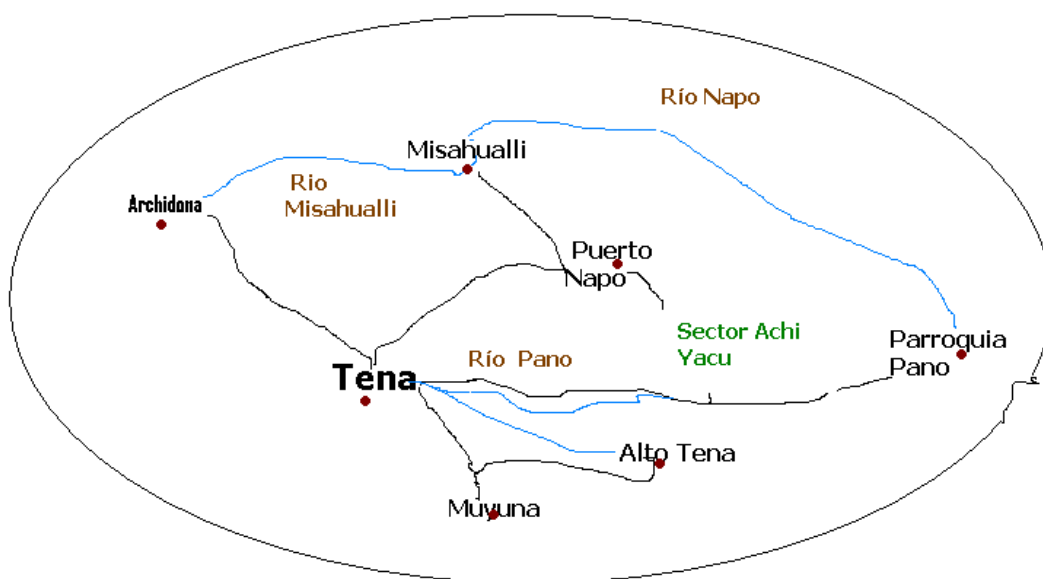 Río Napo
Misahualli
Rio
Misahualli
Archidona
Puerto
Napo
Sector Achi
Yacu
Parroquia
Pano
Río Pano
Tena
Alto Tena
Muyuna